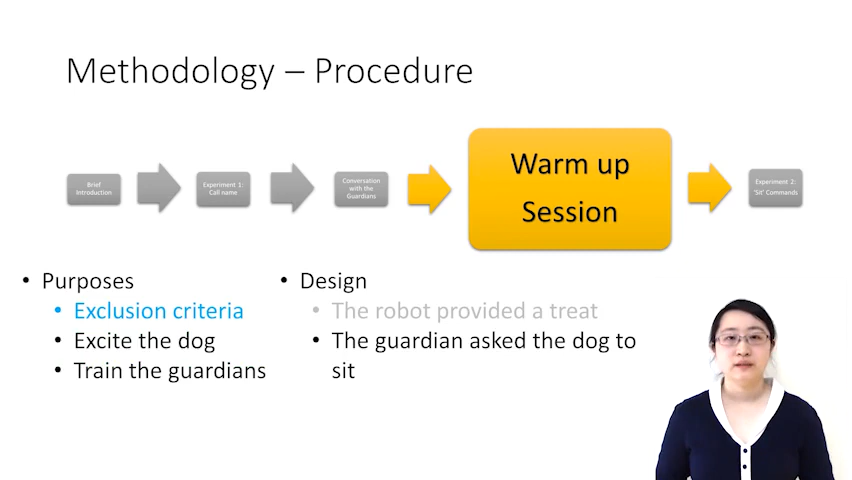 Methodology – Procedure
Brief
Introduction
Experiment 1:
Call name
Conversation
with the
Guardians
Warm up
Session
Experiment 2:
'Sit' Commands
• Purposes
• Exclusion criteria
• Excite the dog
• Train the guardians
• Design
• The robot provided a treat
• The guardian asked the dog to
sit